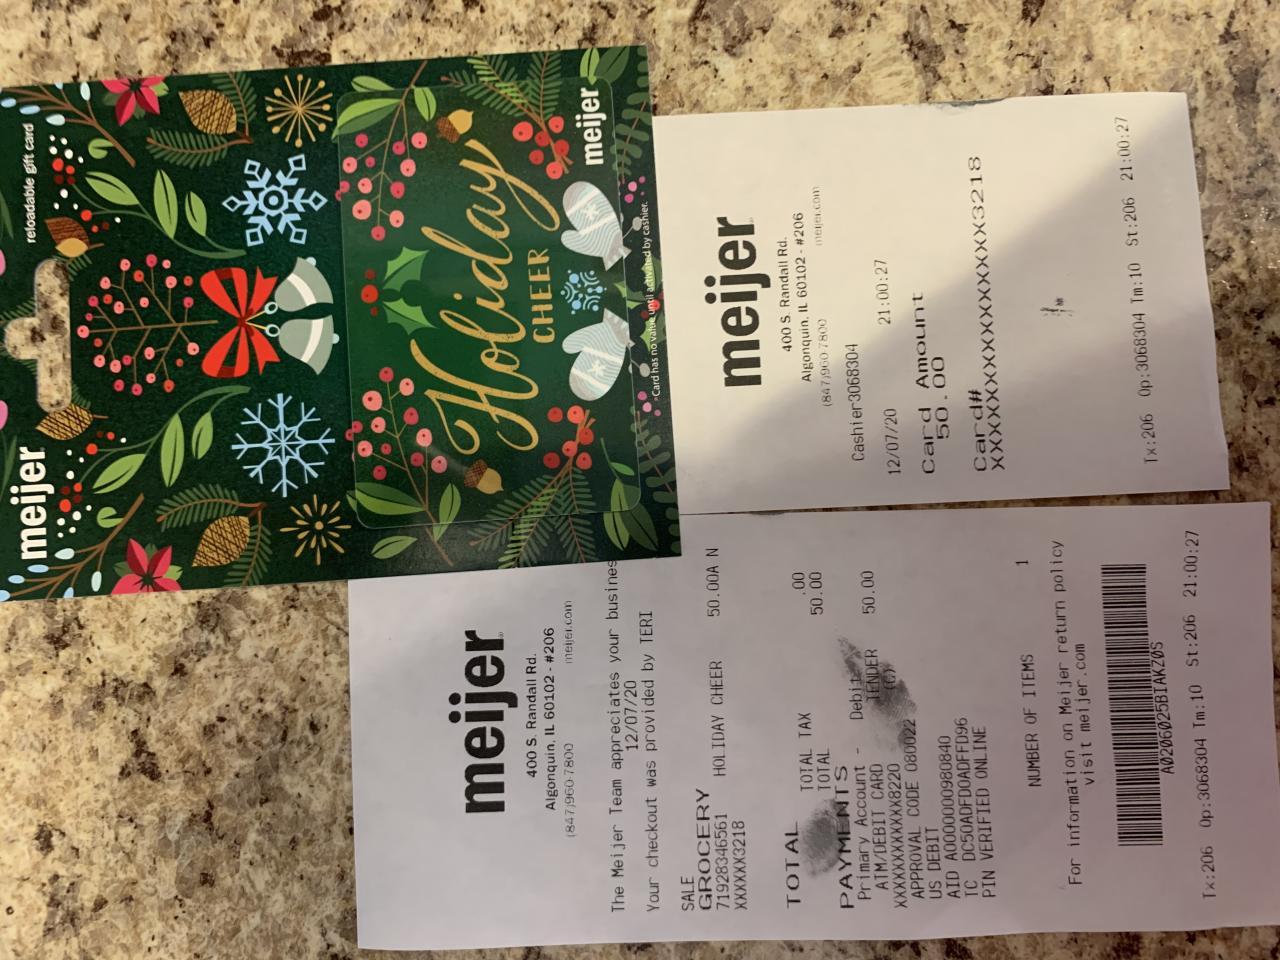 meijer
reloadable gift card
Holiday
CHEER
meijer
*Card has no value until activated by cashier.
meijer
400 S. Randall Rd.
Algonquin, IL 60102 - #206
(847)960-7800 meijer.com
Cashier3068304
12/07/20 21:00:27
Card Amount
50.00
Card#
XXXXXXXXXXXXXXX3218
Tx:206 Op:3068304 Tm:10 St:206 21:00:27
meijer
400 S. Randall Rd.
Algonquin, IL 60102 - #206
(847)960-7800 meijer.com
The Meijer Team appreciates your busines
12/07/20
Your checkout was provided by TERI
SALE
GROCERY
71928346561 HOLIDAY CHEER 50.00A N
XXXXXX3218
TOTAL TAX .00
TOTAL TOTAL 50.00
PAYMENTS
Primary Account - Debit TENDER 50.00
ATM/DEBIT CARD
XXXXXXXXXXXX8220
APPROVAL CODE 080022
US DEBIT
AID A0000000980840
TC DC50ADFD0ADFFD96
PIN VERIFIED ONLINE
NUMBER OF ITEMS 1
For information on Meijer return policy
visit meijer.com
A0206025BIAKZ0S
Tx:206 Op:3068304 Tm:10 St:206 21:00:27